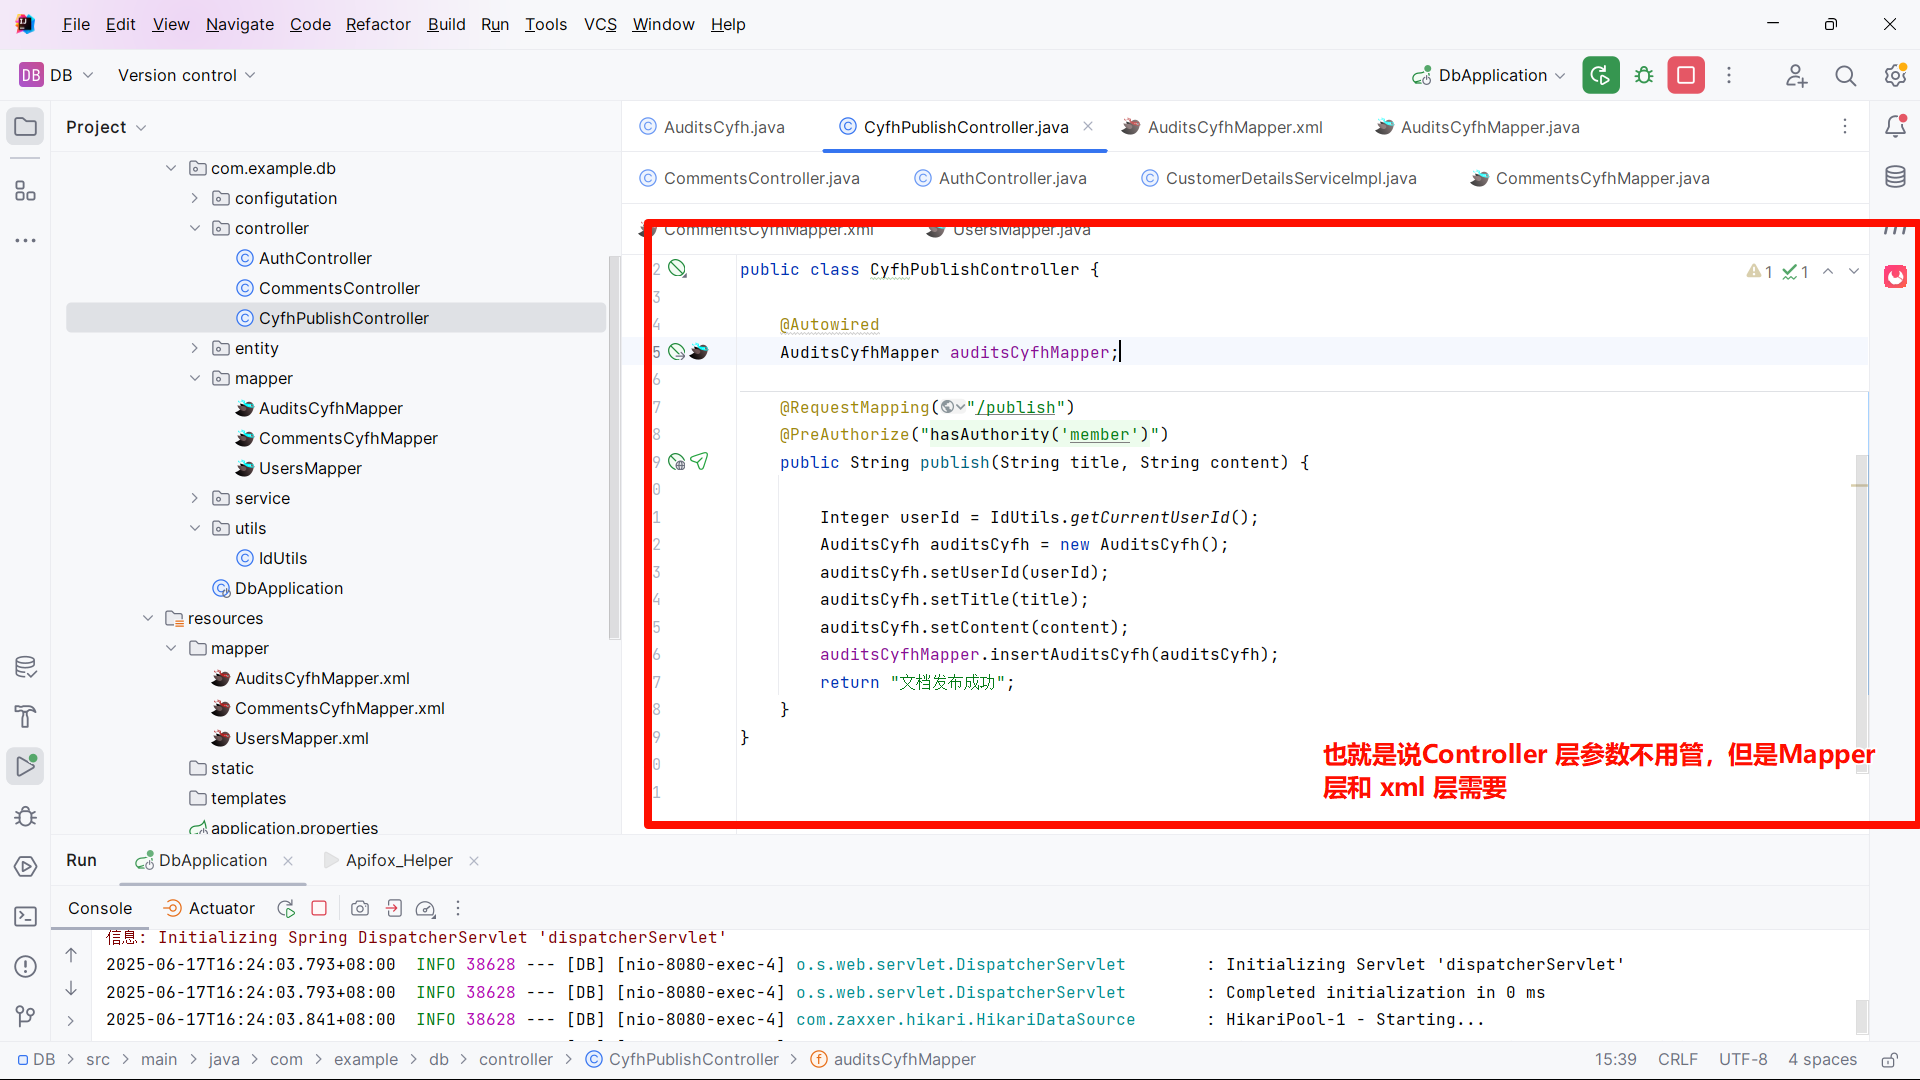 File Edit View Navigate Code Refactor Build Run Tools VCS Window Help
DB DB Version control DbApplication
Project
AuditsCyfh.java CyfhPublishController.java AuditsCyfhMapper.xml AuditsCyfhMapper.java
CommentsController.java AuthController.java CustomerDetailsServiceImpl.java CommentsCyfhMapper.java
CommentsCyfhMapper.xml UsersMapper.java
com.example.db
configutation
controller
AuthController
CommentsController
CyfhPublishController
entity
mapper
AuditsCyfhMapper
CommentsCyfhMapper
UsersMapper
service
utils
IdUtils
DbApplication
resources
mapper
AuditsCyfhMapper.xml
CommentsCyfhMapper.xml
UsersMapper.xml
static
templates
application.properties
2 public class CyfhPublishController { 1 1
3
4 @Autowired
5 AuditsCyfhMapper auditsCyfhMapper;
6
7 @RequestMapping("/publish")
8 @PreAuthorize("hasAuthority('member')")
9 public String publish(String title, String content) {
0
1 Integer userId = IdUtils.getCurrentUserId();
2 AuditsCyfh auditsCyfh = new AuditsCyfh();
3 auditsCyfh.setUserId(userId);
4 auditsCyfh.setTitle(title);
5 auditsCyfh.setContent(content);
6 auditsCyfhMapper.insertAuditsCyfh(auditsCyfh);
7 return "文档发布成功";
8 }
9 }
0
1
也就是说Controller 层参数不用管，但是Mapper
层和 xml 层需要
Run DbApplication Apifox_Helper
Console Actuator
信息: Initializing Spring DispatcherServlet 'dispatcherServlet'
2025-06-17T16:24:03.793+08:00 INFO 38628 --- [DB] [nio-8080-exec-4] o.s.web.servlet.DispatcherServlet : Initializing Servlet 'dispatcherServlet'
2025-06-17T16:24:03.793+08:00 INFO 38628 --- [DB] [nio-8080-exec-4] o.s.web.servlet.DispatcherServlet : Completed initialization in 0 ms
2025-06-17T16:24:03.841+08:00 INFO 38628 --- [DB] [nio-8080-exec-4] com.zaxxer.hikari.HikariDataSource : HikariPool-1 - Starting...
DB > src > main > java > com > example > db > controller > CyfhPublishController > auditsCyfhMapper 15:39 CRLF UTF-8 4 spaces